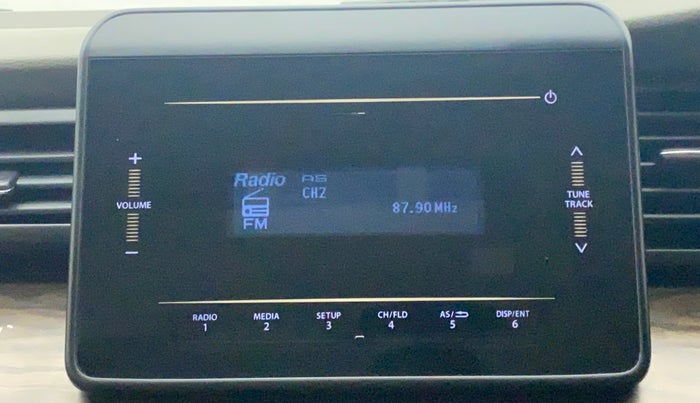 Radio AS
CH2
87.90 MHz
FM
+
VOLUME
−
TUNE
TRACK
RADIO
1
MEDIA
2
SETUP
3
CH/FLD
4
AS/
5
DISP/ENT
6